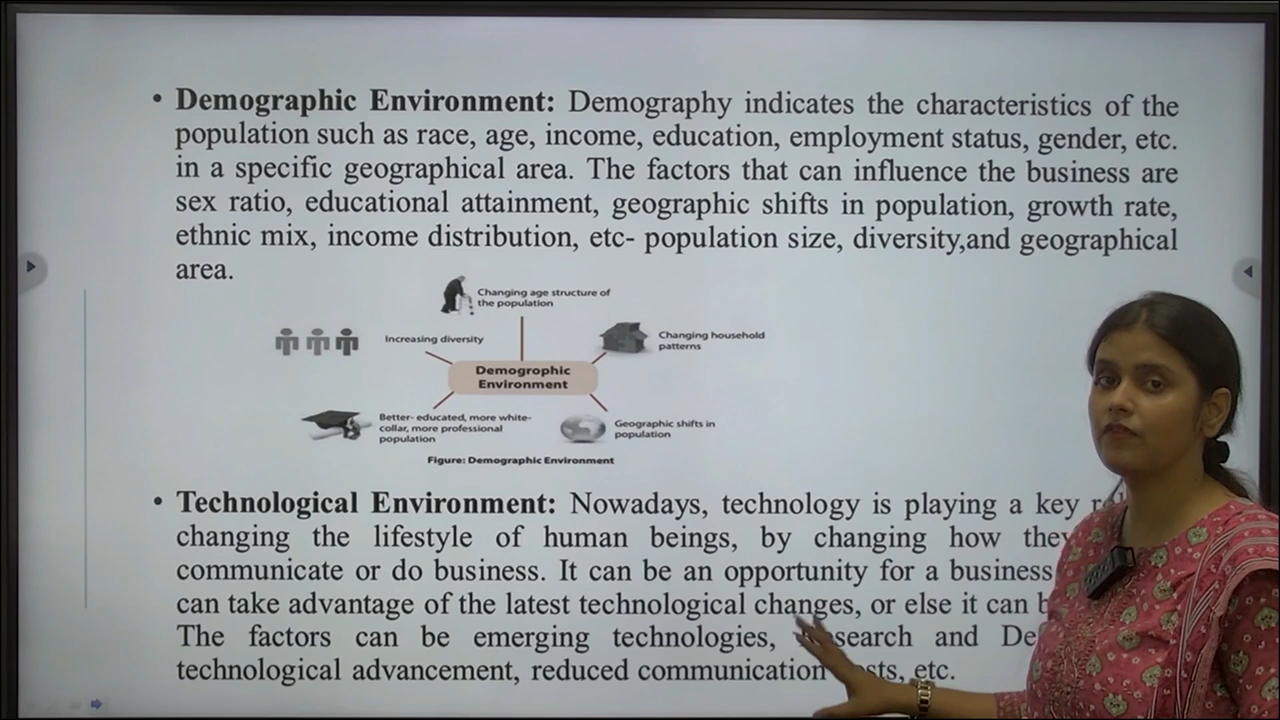 • Demographic Environment: Demography indicates the characteristics of the
population such as race, age, income, education, employment status, gender, etc.
in a specific geographical area. The factors that can influence the business are
sex ratio, educational attainment, geographic shifts in population, growth rate,
ethnic mix, income distribution, etc- population size, diversity,and geographical
area.
Changing age structure of
the population
Increasing diversity
Changing household
patterns
Demogrophic
Environment
Better- educated, more white-
collar, more professional
population
Geographic shifts in
population
Figure: Demographic Environment
• Technological Environment: Nowadays, technology is playing a key
changing the lifestyle of human beings, by changing how they
communicate or do business. It can be an opportunity for a business
can take advantage of the latest technological changes, or else it can
The factors can be emerging technologies, and
technological advancement, reduced communication etc.